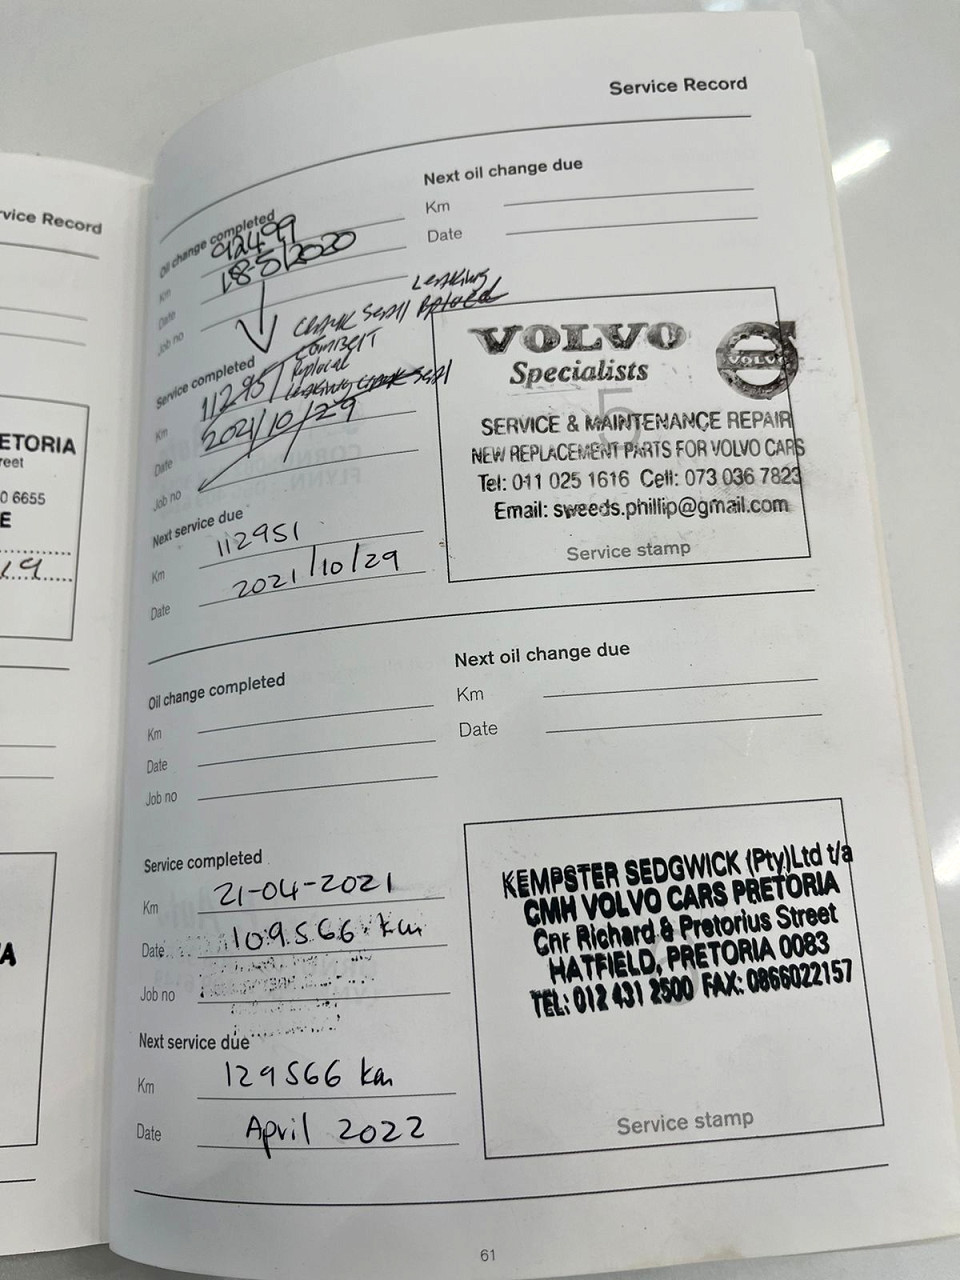 Service Record
rvice Record
ETORIA
reet
0 6655
E
19
A
Oil change completed
92499
Km
18-5/2020
Date
Job no
Next oil change due
Km
Date
Leaking
Crank Seal
Service completed
112951
Km
2021/10/29
Date
Job no
Next service due
112951
Km
2021/10/29
Date
VOLVO
Specialists
VOLVO
5
SERVICE & MAINTENANCE REPAIR
NEW REPLACEMENT PARTS FOR VOLVO CARS
Tel: 011 025 1616 Cell: 073 036 7823
Email: sweeds.phillip@gmail.com
Service stamp
Oil change completed
Km
Date
Job no
Next oil change due
Km
Date
Service completed
Km 21-04-2021
Date 109566 km
Job no
Next service due
Km 129566 km
Date April 2022
KEMPSTER SEDGWICK (Pty)Ltd t/a
CMH VOLVO CARS PRETORIA
Cnr Richard & Pretorius Street
HATFIELD, PRETORIA 0083
TEL: 012 431 2500 FAX: 0866022157
Service stamp
61